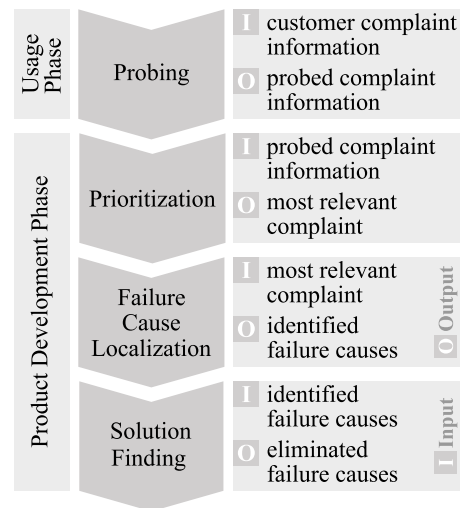 Usage
Phase
Probing
I customer complaint
information
O probed complaint
information
Product Development Phase
Prioritization
I probed complaint
information
O most relevant
complaint
Failure
Cause
Localization
I most relevant
complaint
O identified
failure causes
O Output
Solution
Finding
I identified
failure causes
O eliminated
failure causes
I Input